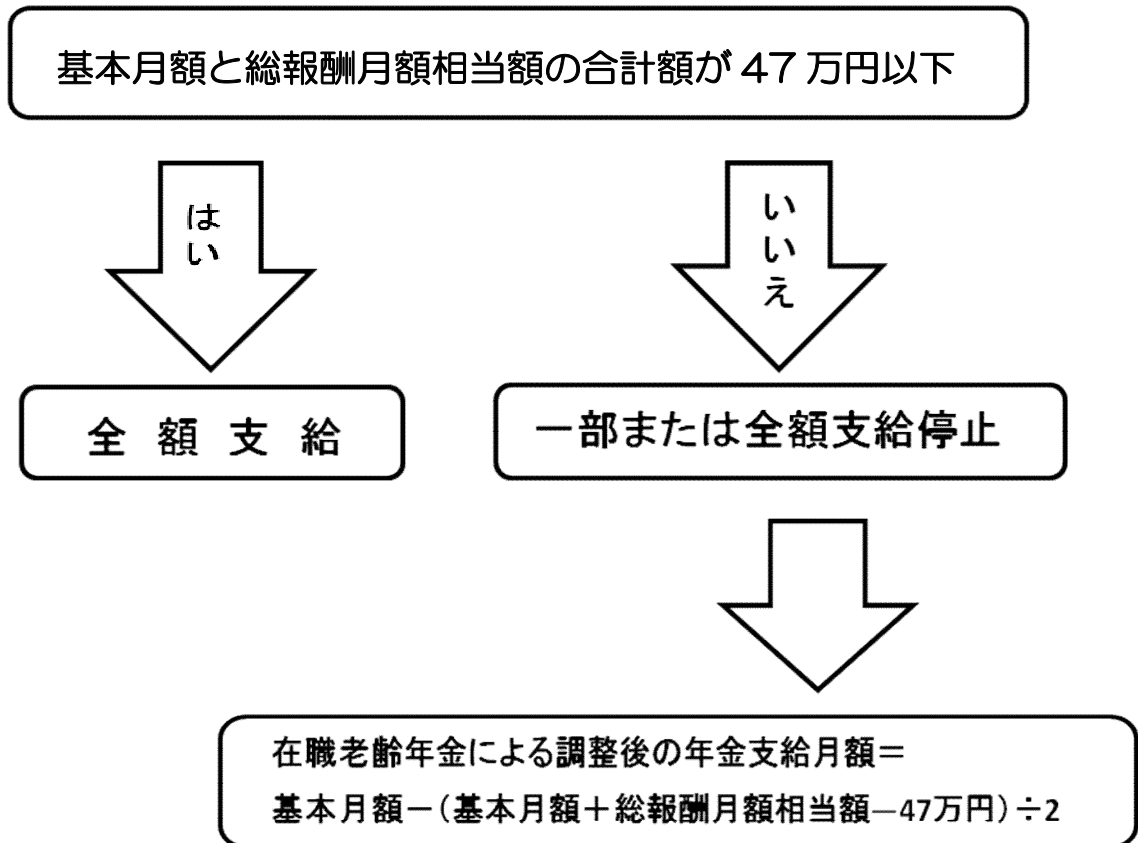 基本月額と総報酬月額相当額の合計額が 47 万円以下
はい
いいえ
全 額 支 給
一部または全額支給停止
在職老齢年金による調整後の年金支給月額＝
基本月額－（基本月額＋総報酬月額相当額―47万円）÷2